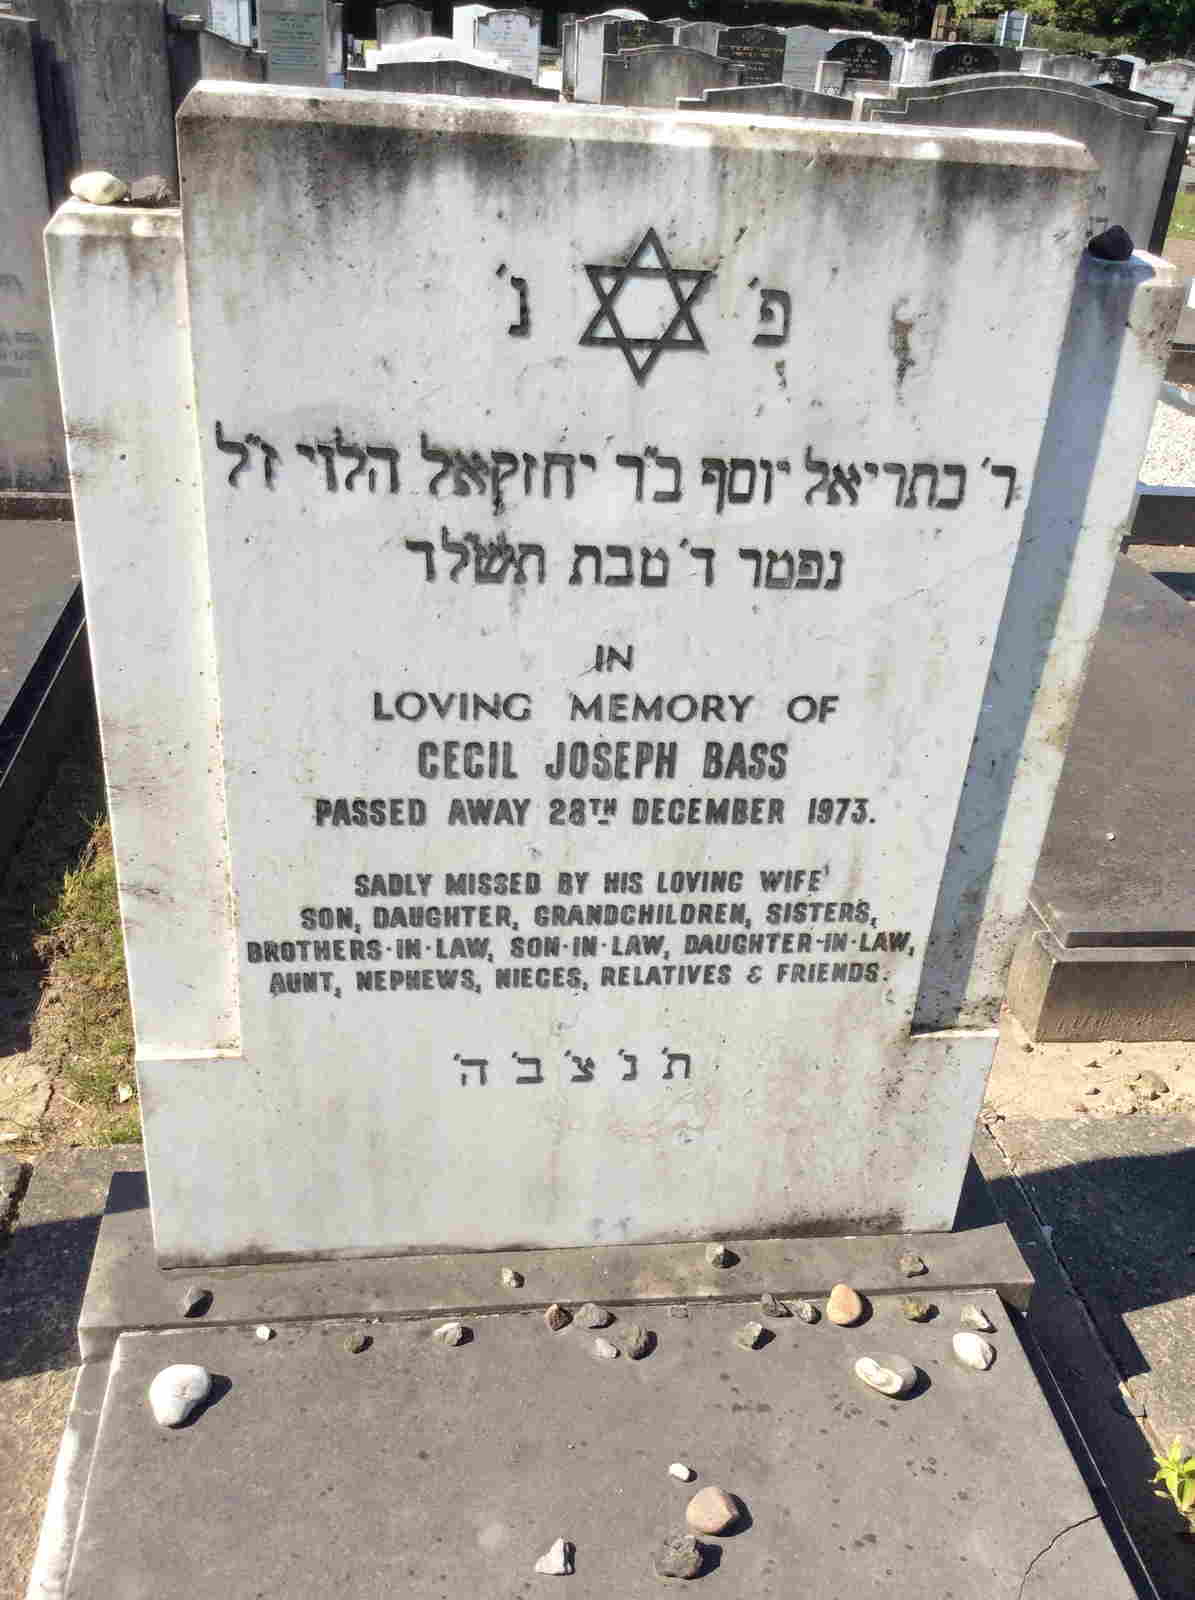 פ׳ נ׳
ר׳ כתריאל יוסף ב״ר יחזקאל הלוי ז״ל
נפטר ד׳ טבת תשל״ד
IN
LOVING MEMORY OF
CECIL JOSEPH BASS
PASSED AWAY 28TH DECEMBER 1973.
SADLY MISSED BY HIS LOVING WIFE'
SON, DAUGHTER, GRANDCHILDREN, SISTERS,
BROTHERS·IN·LAW, SON·IN·LAW, DAUGHTER-IN·LAW,
AUNT, NEPHEWS, NIECES, RELATIVES & FRIENDS.
ת׳ נ׳ צ׳ ב׳ ה׳